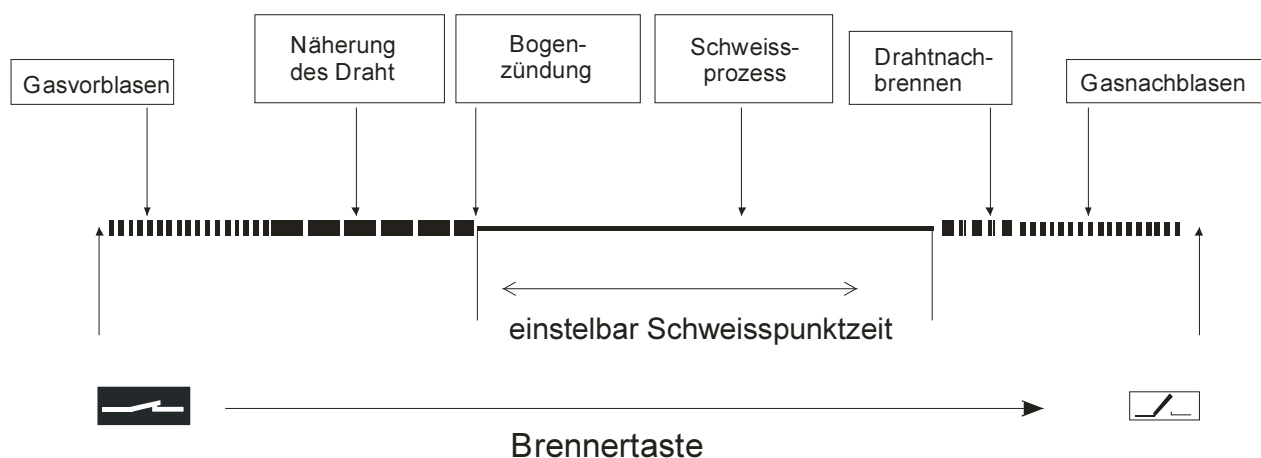 Gasvorblasen
Näherung
des Draht
Bogen-
zündung
Schweiss-
prozess
Drahtnach-
brennen
Gasnachblasen
einstelbar Schweisspunktzeit
Brennertaste